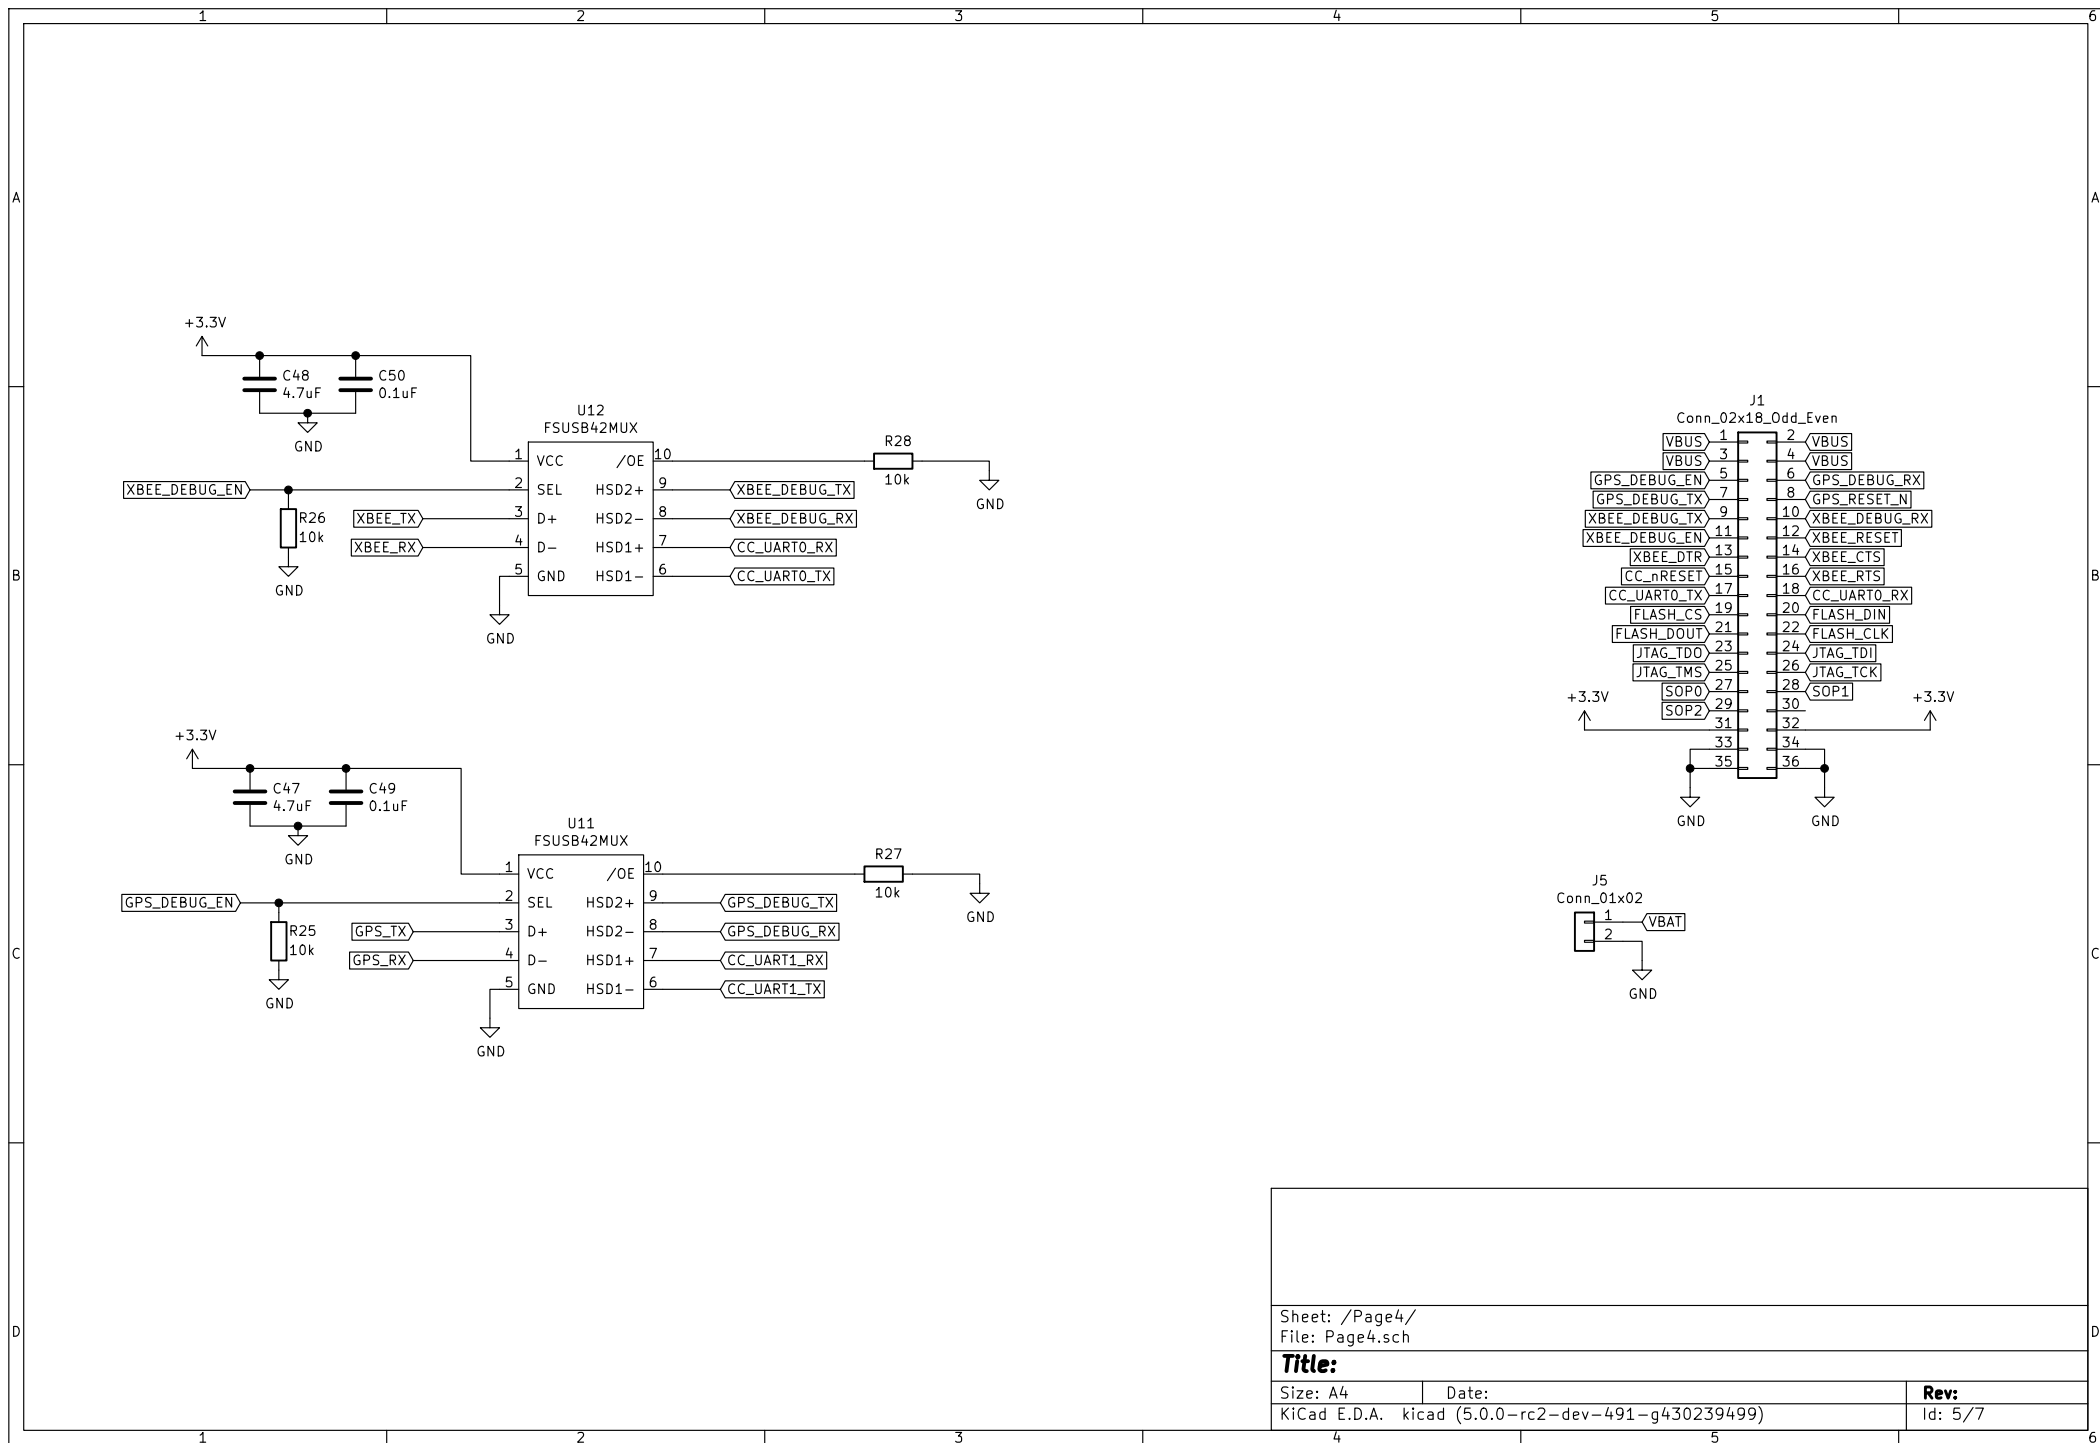 1 2 3 4 5 6
A A
+3.3V
C48 C50
4.7uF 0.1uF
GND
U12
FSUSB42MUX
1 VCC /OE 10
R28
10k
GND
XBEE_DEBUG_EN 2 SEL HSD2+ 9 XBEE_DEBUG_TX
R26
10k
GND
XBEE_TX 3 D+ HSD2- 8 XBEE_DEBUG_RX
XBEE_RX 4 D- HSD1+ 7 CC_UART0_RX
5 GND HSD1- 6 CC_UART0_TX
GND
J1
Conn_02x18_Odd_Even
VBUS 1 2 VBUS
VBUS 3 4 VBUS
GPS_DEBUG_EN 5 6 GPS_DEBUG_RX
GPS_DEBUG_TX 7 8 GPS_RESET_N
XBEE_DEBUG_TX 9 10 XBEE_DEBUG_RX
XBEE_DEBUG_EN 11 12 XBEE_RESET
XBEE_DTR 13 14 XBEE_CTS
CC_nRESET 15 16 XBEE_RTS
CC_UART0_TX 17 18 CC_UART0_RX
FLASH_CS 19 20 FLASH_DIN
FLASH_DOUT 21 22 FLASH_CLK
JTAG_TDO 23 24 JTAG_TDI
JTAG_TMS 25 26 JTAG_TCK
SOP0 27 28 SOP1
+3.3V +3.3V
SOP2 29 30
31 32
33 34
35 36
GND GND
B B
+3.3V
C47 C49
4.7uF 0.1uF
GND
U11
FSUSB42MUX
1 VCC /OE 10
R27
10k
GND
GPS_DEBUG_EN 2 SEL HSD2+ 9 GPS_DEBUG_TX
R25
10k
GND
GPS_TX 3 D+ HSD2- 8 GPS_DEBUG_RX
GPS_RX 4 D- HSD1+ 7 CC_UART1_RX
5 GND HSD1- 6 CC_UART1_TX
GND
J5
Conn_01x02
1 VBAT
2
GND
C C
D D
Sheet: /Page4/
File: Page4.sch
Title:
Size: A4 Date: Rev:
KiCad E.D.A. kicad (5.0.0-rc2-dev-491-g430239499) Id: 5/7
1 2 3 4 5 6